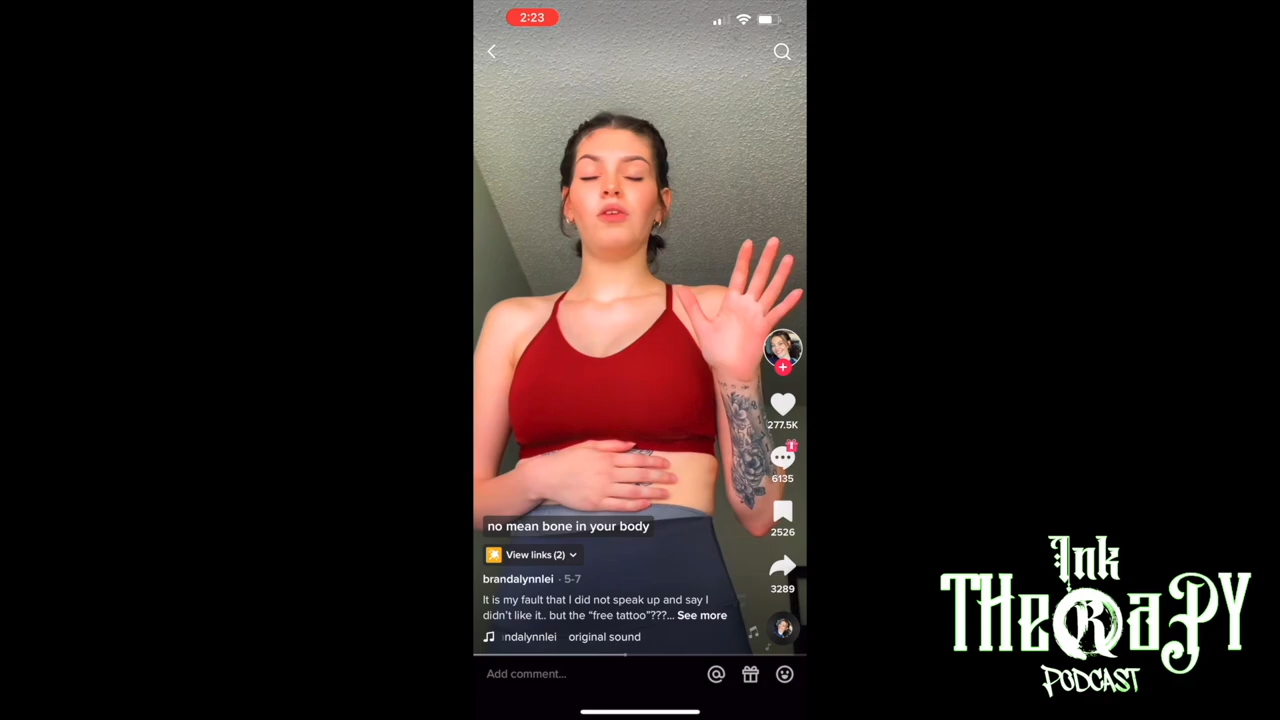 2:23
no mean bone in your body
View links (2)
brandalynnlei · 5-7
It is my fault that I did not speak up and say I
didn't like it.. but the "free tattoo"???... See more
ndalynnlei original sound
Add comment...
277.5K
6135
2526
3289
Ink
THeRaPY
PODCAST